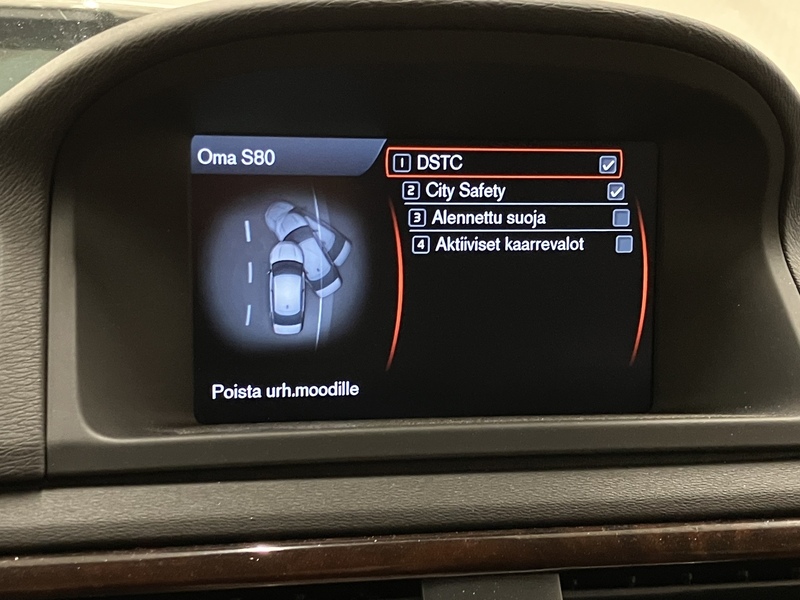 Oma S80
1 DSTC
2 City Safety
3 Alennettu suoja
4 Aktiiviset kaarrevalot
Poista urh.moodille